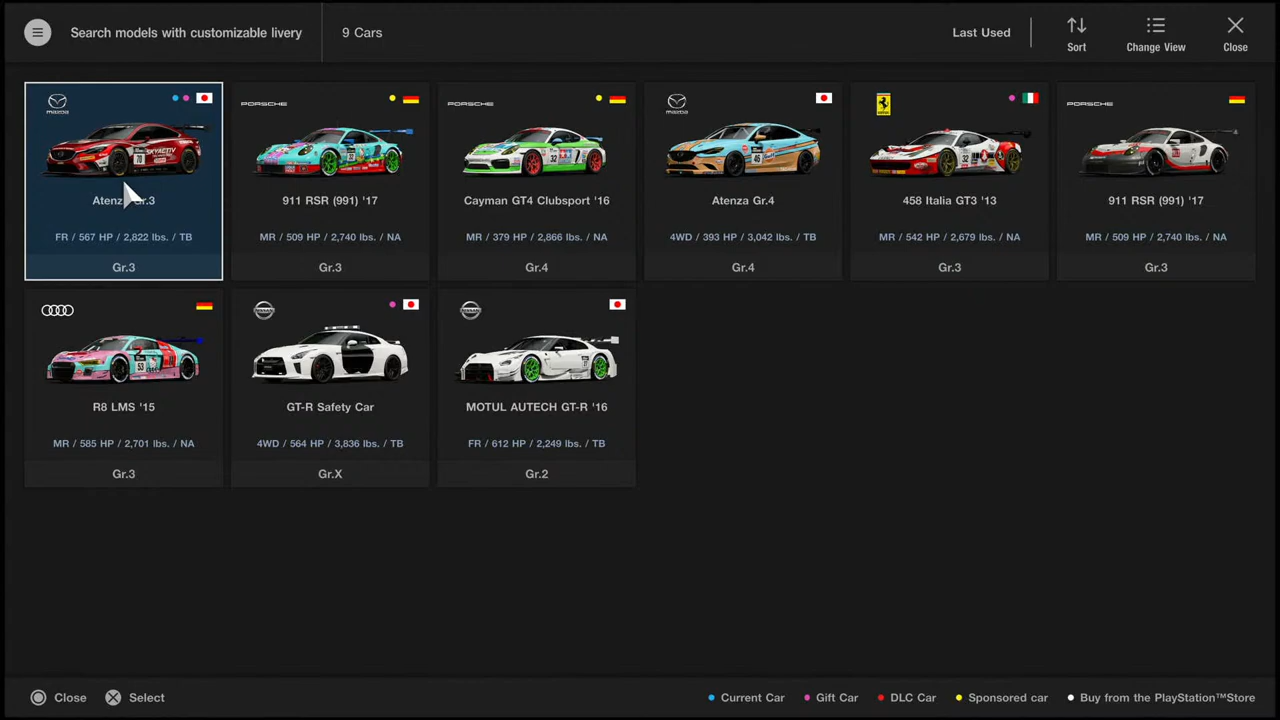 Search models with customizable livery
9 Cars
Last Used
Sort
Change View
Close
mazda
Atenza Gr.3
FR / 567 HP / 2,822 lbs. / TB
Gr.3
PORSCHE
911 RSR (991) '17
MR / 509 HP / 2,740 lbs. / NA
Gr.3
PORSCHE
Cayman GT4 Clubsport '16
MR / 379 HP / 2,866 lbs. / NA
Gr.4
mazda
Atenza Gr.4
4WD / 393 HP / 3,042 lbs. / TB
Gr.4
458 Italia GT3 '13
MR / 542 HP / 2,679 lbs. / NA
Gr.3
PORSCHE
911 RSR (991) '17
MR / 509 HP / 2,740 lbs. / NA
Gr.3
R8 LMS '15
MR / 585 HP / 2,701 lbs. / NA
Gr.3
GT-R Safety Car
4WD / 564 HP / 3,836 lbs. / TB
Gr.X
MOTUL AUTECH GT-R '16
FR / 612 HP / 2,249 lbs. / TB
Gr.2
Close
Select
Current Car
Gift Car
DLC Car
Sponsored car
Buy from the PlayStation™Store